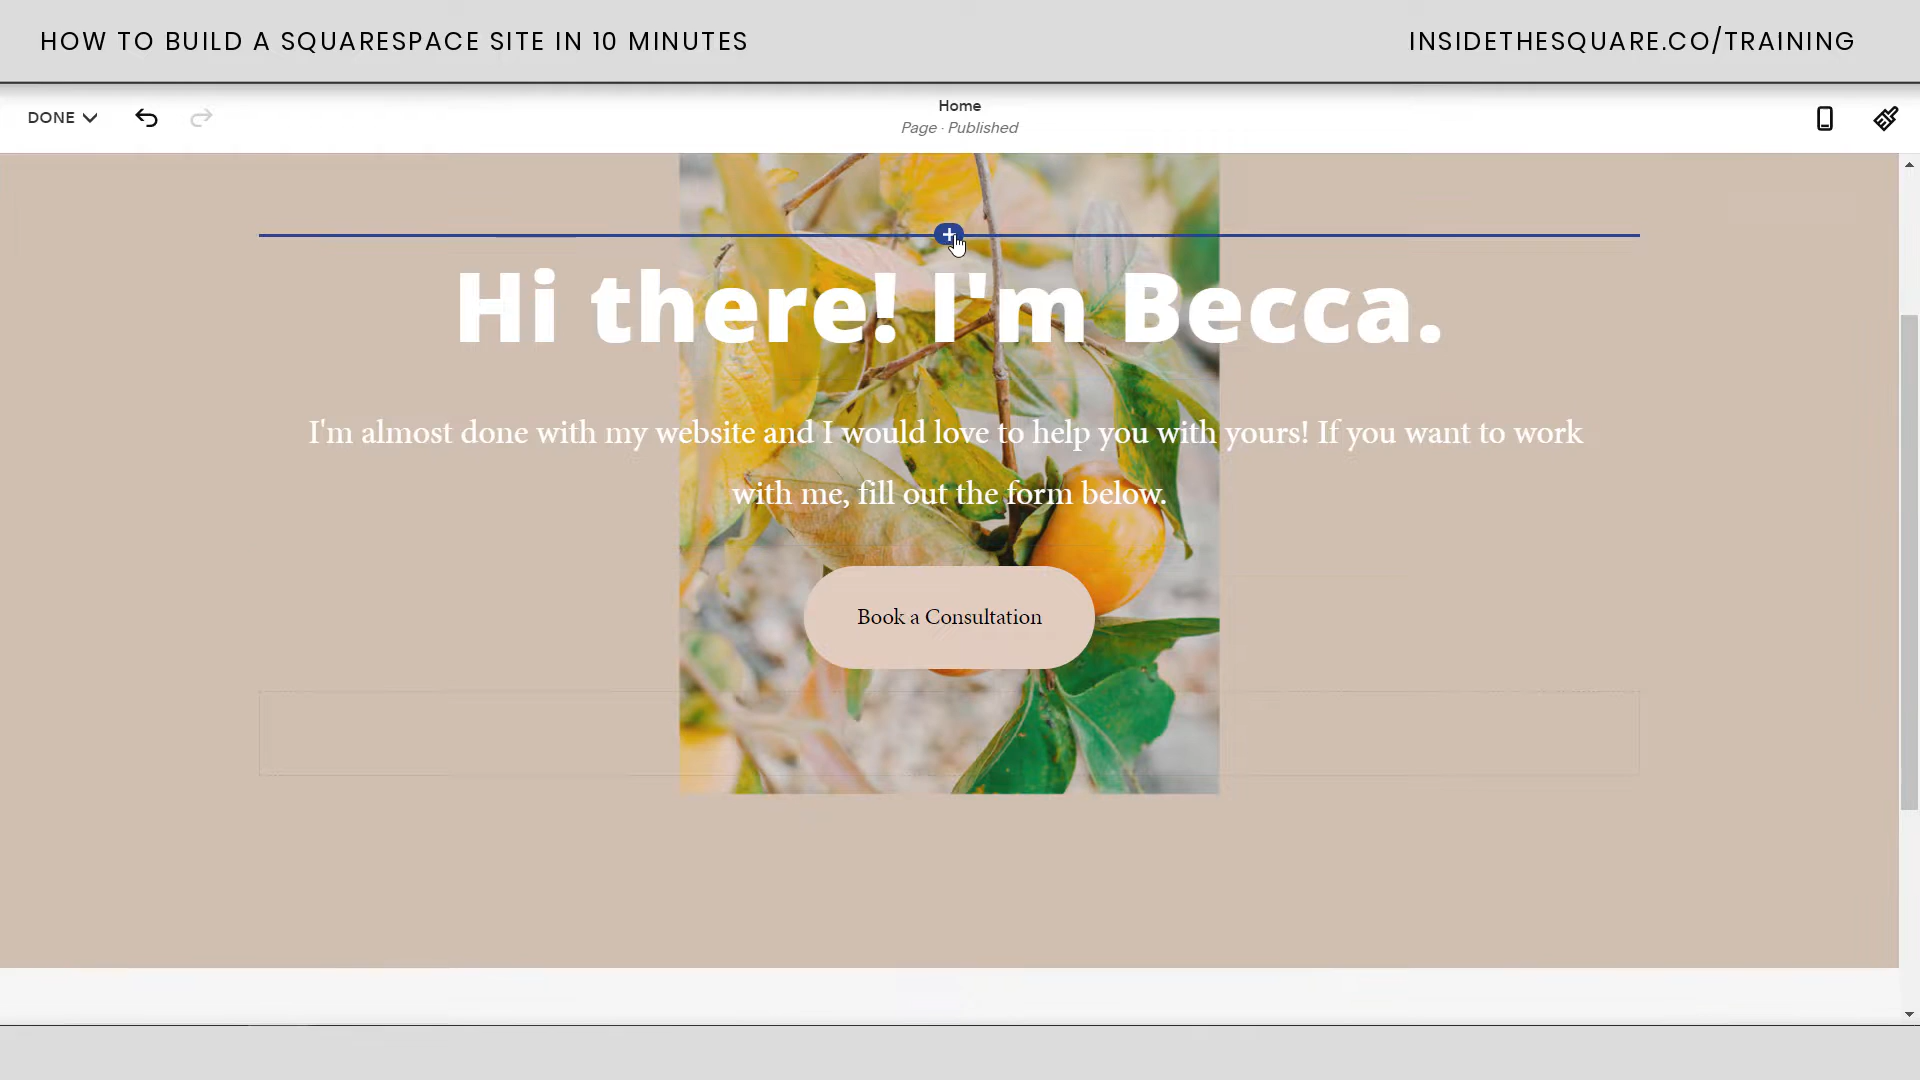 HOW TO BUILD A SQUARESPACE SITE IN 10 MINUTES
INSIDETHESQUARE.CO/TRAINING
DONE
Home
Page · Published
Hi there! I'm Becca.
I'm almost done with my website and I would love to help you with yours! If you want to work
with me, fill out the form below.
Book a Consultation